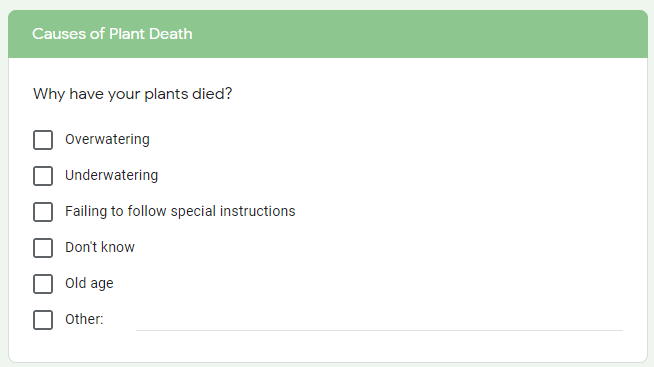 Causes of Plant Death
Why have your plants died?
Overwatering
Underwatering
Failing to follow special instructions
Don't know
Old age
Other: